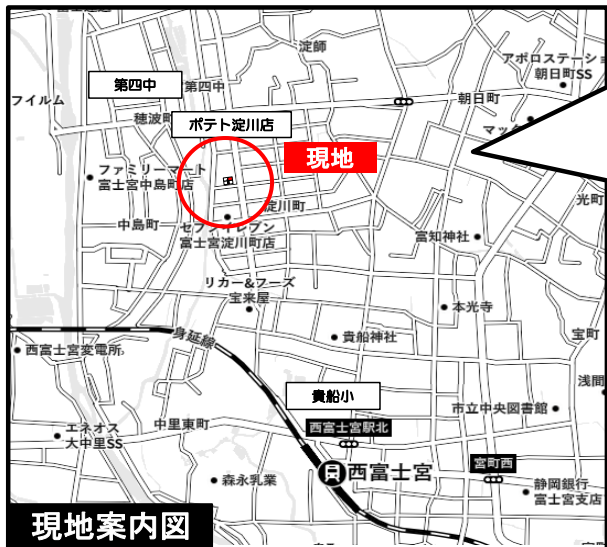 淀師
アポロステーション
朝日町SS
第四中
第四中
フイルム
朝日町
穂波町
ポテト淀川店
マック
現地
ファミリーマート
富士宮中島町店
淀川町
光町
中島町
セブンイレブン
富士宮淀川町店
富知神社
リカー&フーズ
宝来屋
本光寺
身延線
貴船神社
宝町
西富士宮変電所
浅間
貴船小
市立中央図書館
中里東町
エネオス
大中里SS
西富士宮駅北
宮町西
西富士宮
森永乳業
静岡銀行
富士宮支店
現地案内図